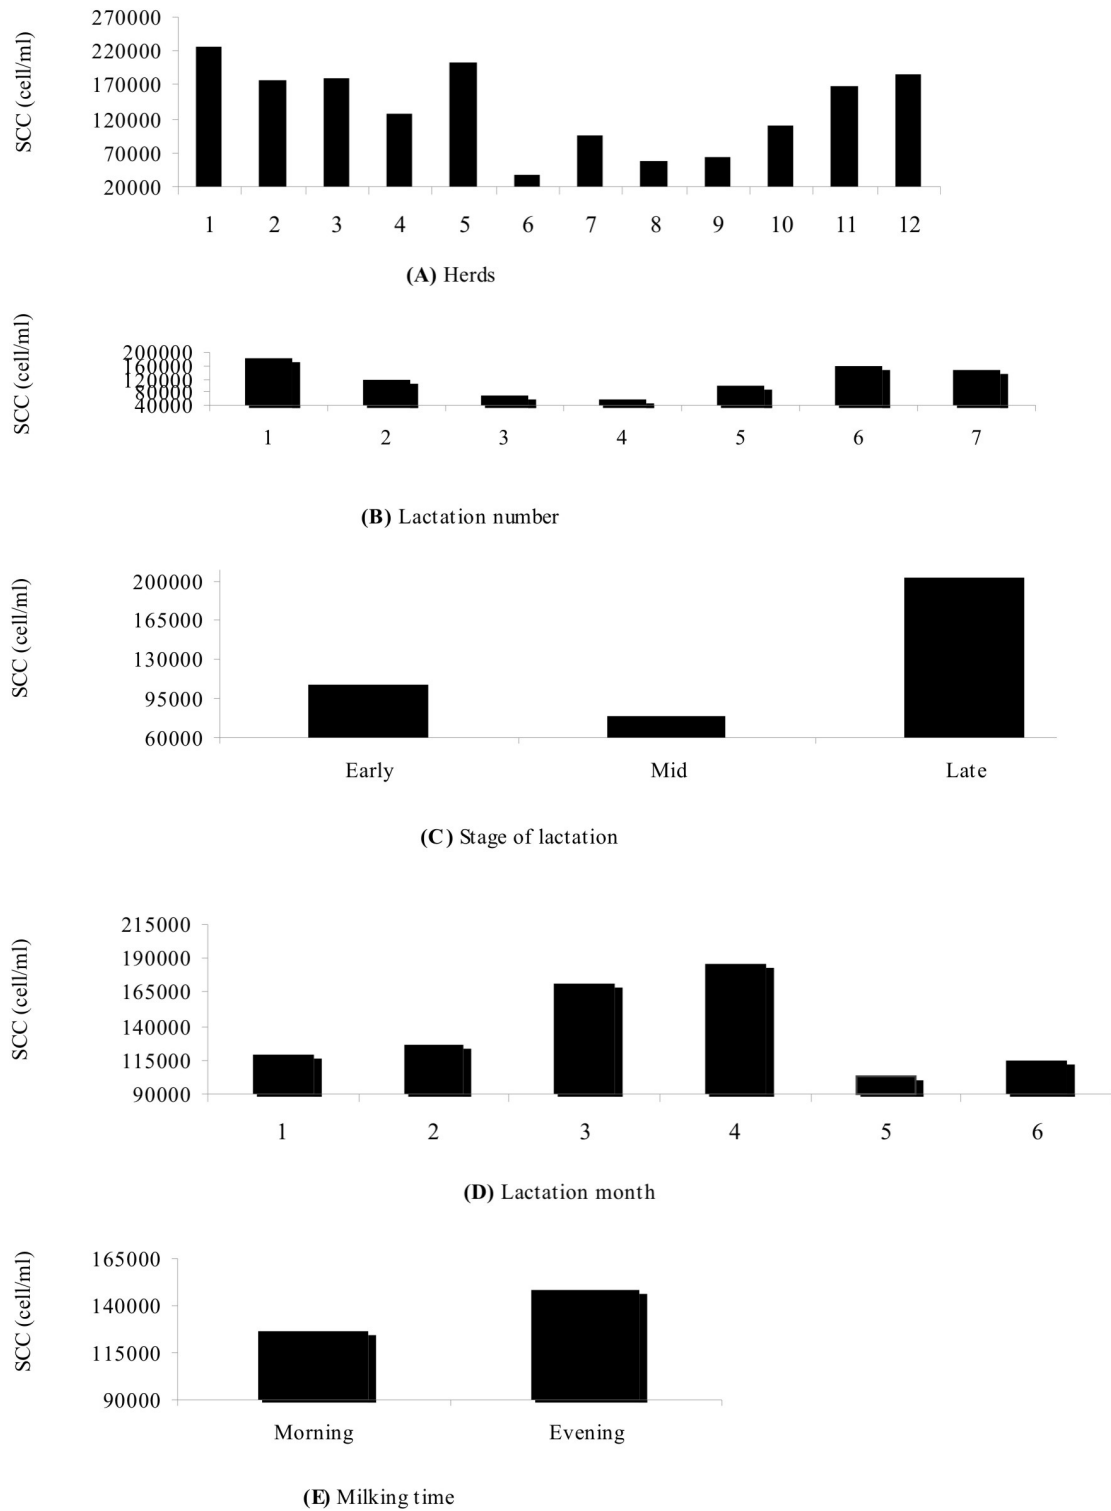 SCC (cell/ml)
270000
220000
170000
120000
70000
20000
1 2 3 4 5 6 7 8 9 10 11 12
(A) Herds
SCC (cell/ml)
200000
160000
120000
80000
40000
1 2 3 4 5 6 7
(B) Lactation number
SCC (cell/ml)
200000
165000
130000
95000
60000
Early Mid Late
(C) Stage of lactation
SCC (cell/ml)
215000
190000
165000
140000
115000
90000
1 2 3 4 5 6
(D) Lactation month
SCC (cell/ml)
165000
140000
115000
90000
Morning Evening
(E) Milking time